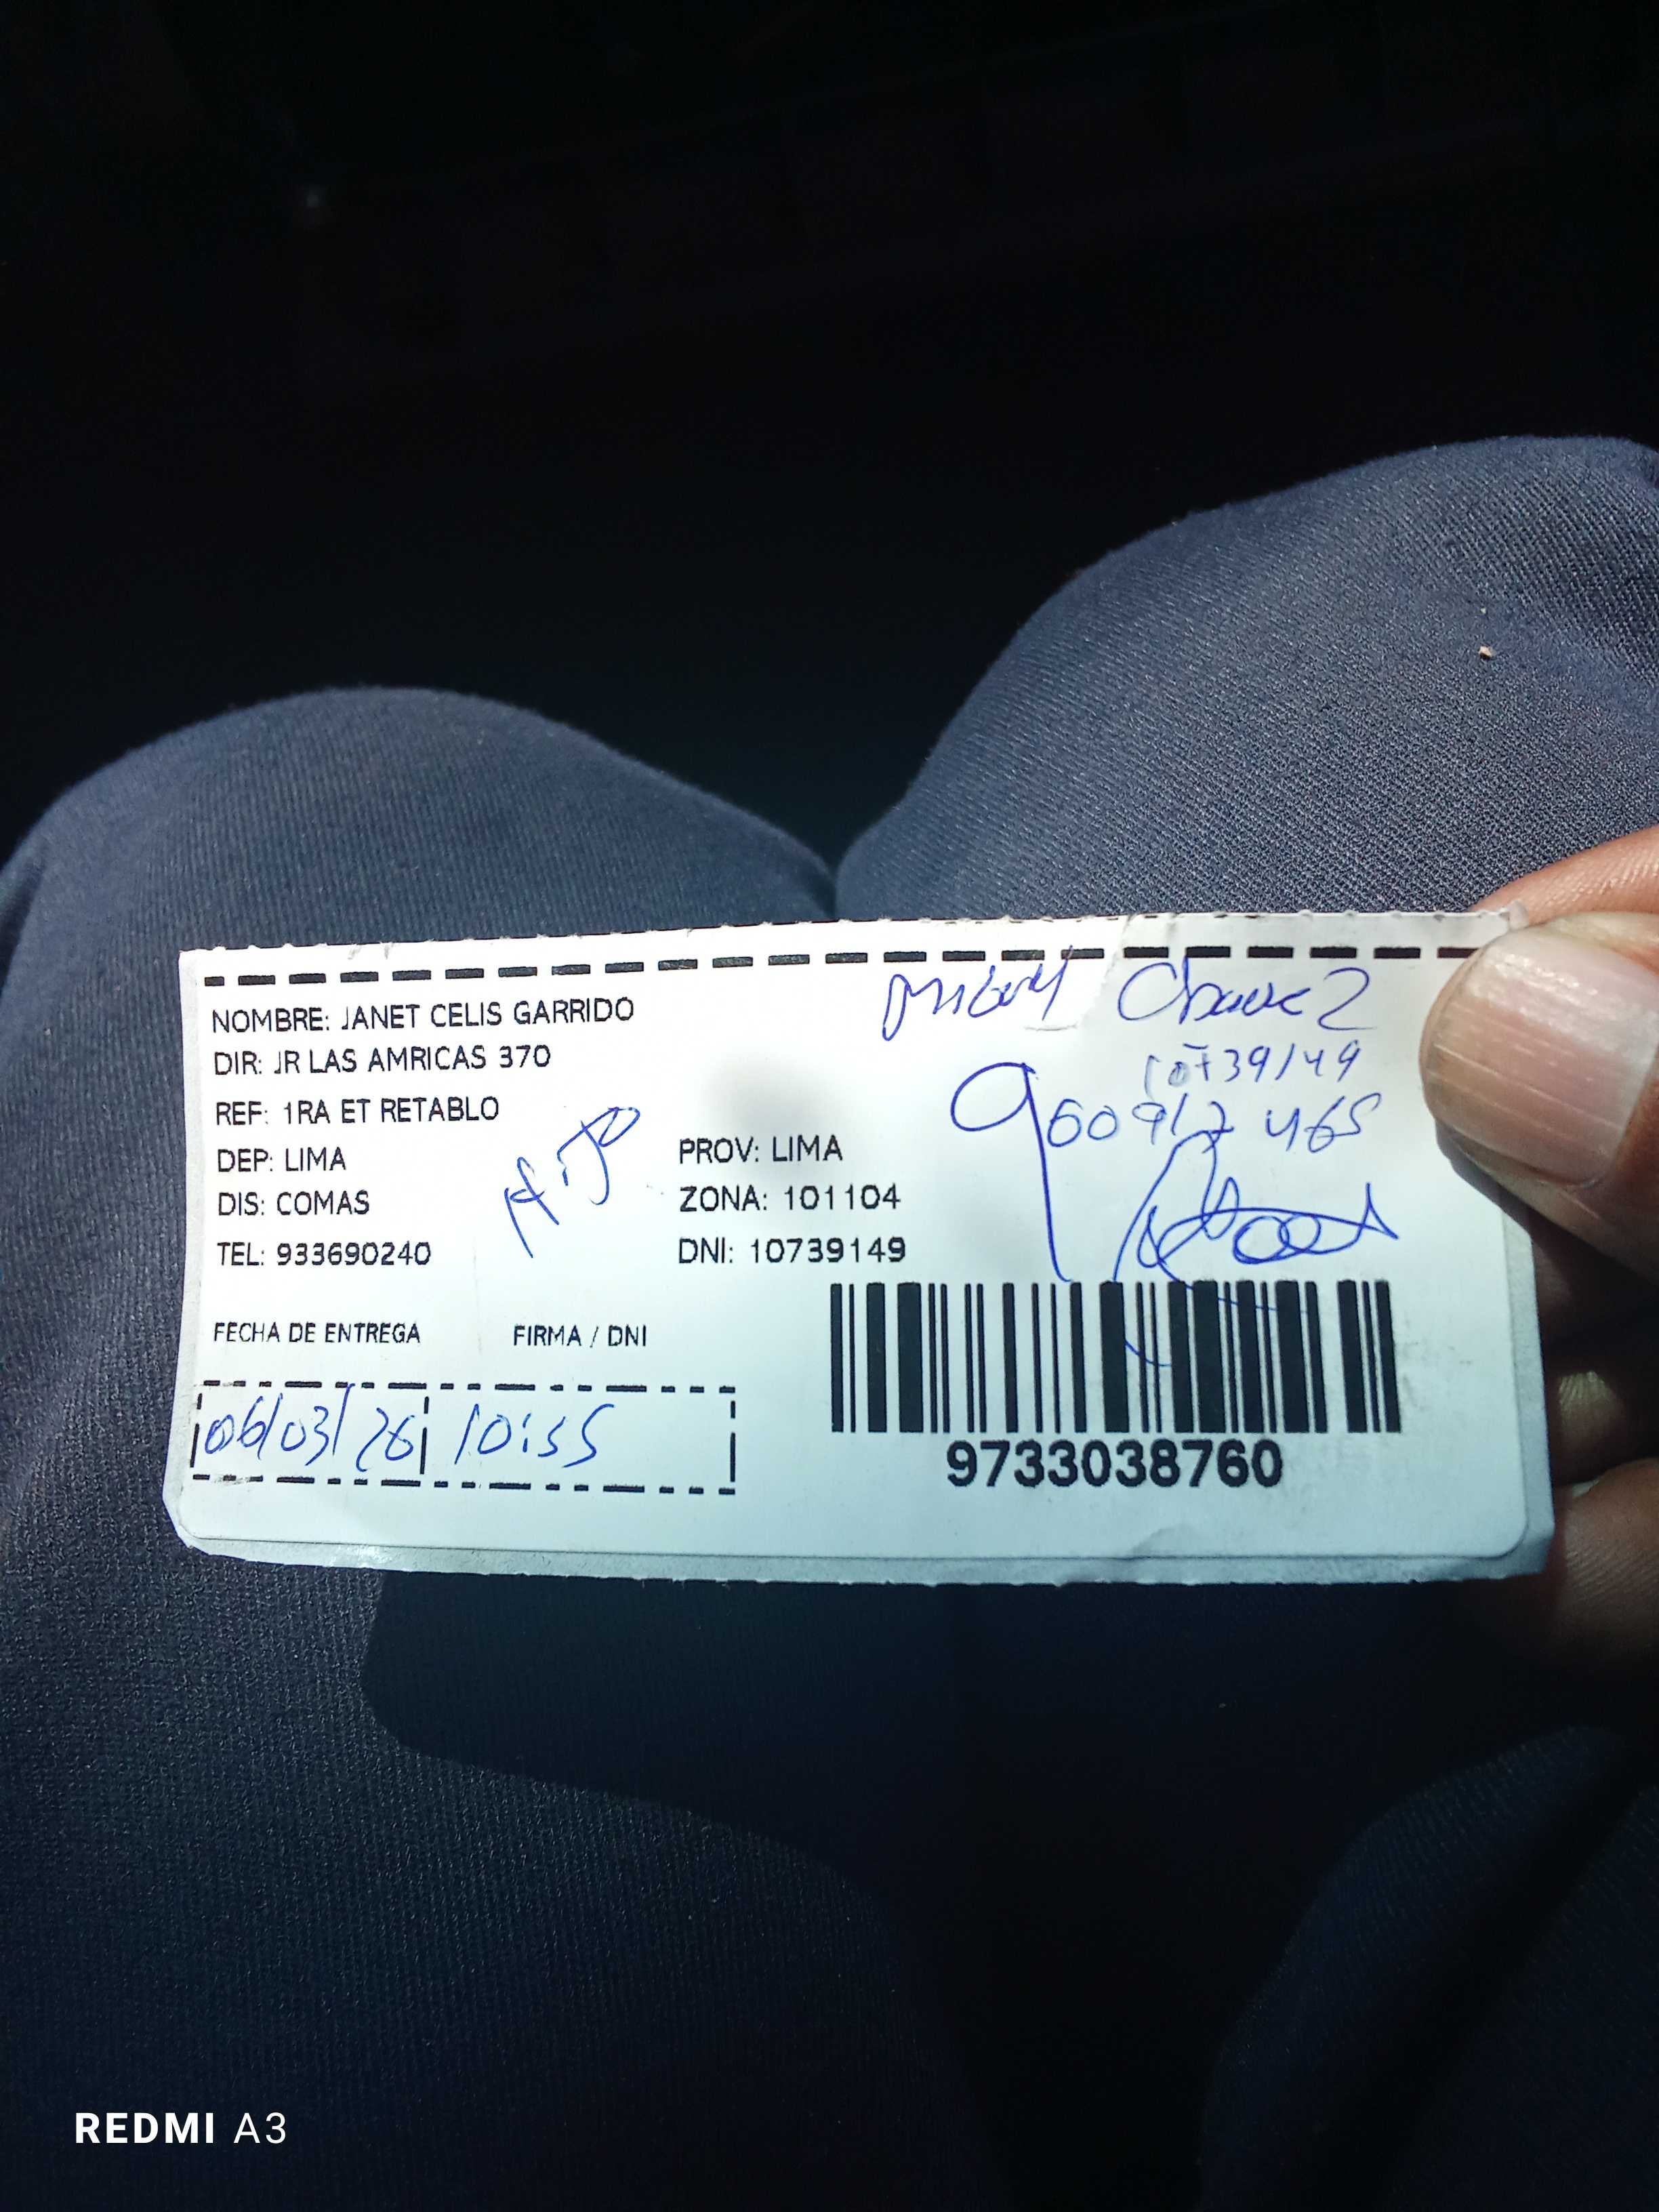 NOMBRE: JANET CELIS GARRIDO
DIR: JR LAS AMRICAS 370
REF: 1RA ET RETABLO
DEP: LIMA
PROV: LIMA
DIS: COMAS
ZONA: 101104
TEL: 933690240
DNI: 10739149
Hijo
Chavez
10739149
960917465
FECHA DE ENTREGA
FIRMA / DNI
06/03/26 10:55
9733038760
REDMI A3